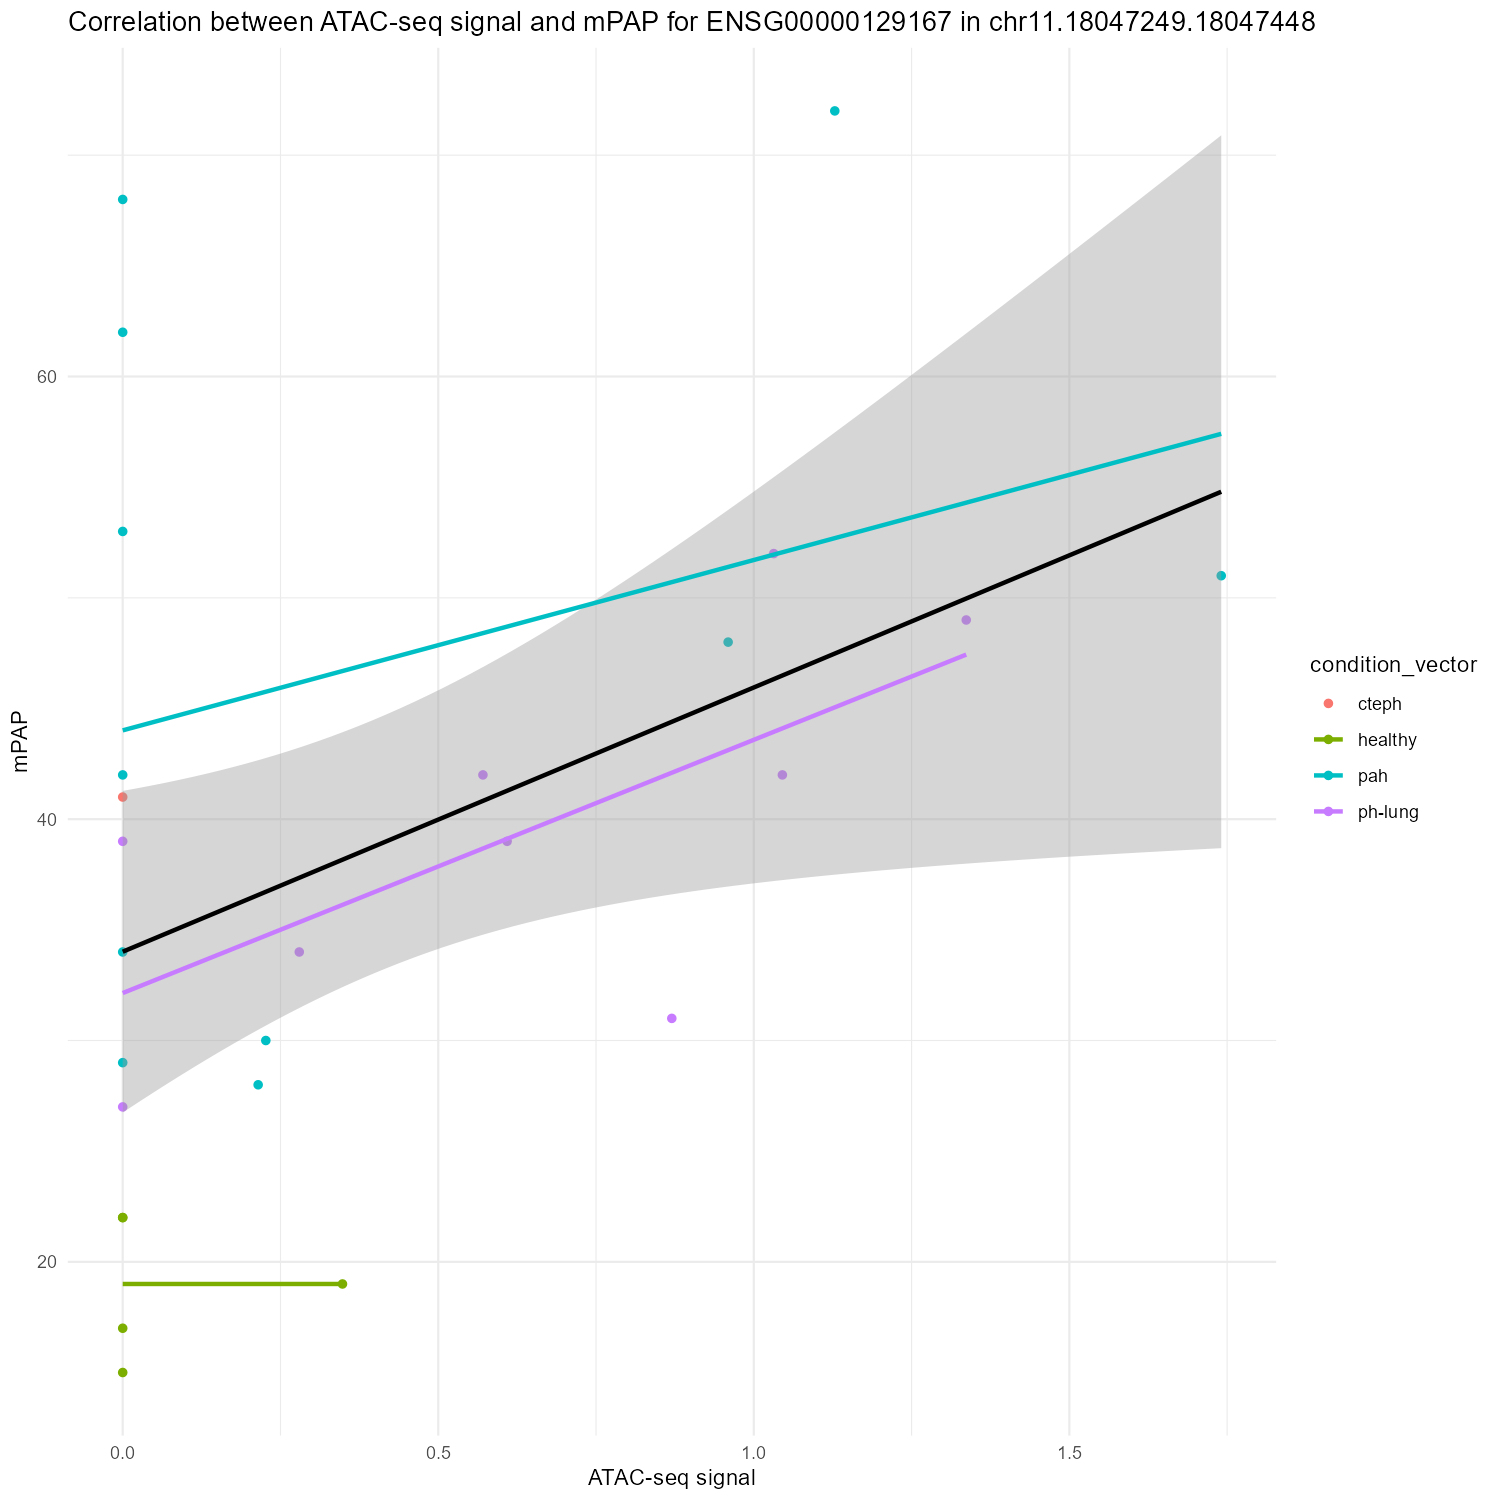 Correlation between ATAC-seq signal and mPAP for ENSG00000129167 in chr11.18047249.18047448
60
40
20
mPAP
0.0
0.5
1.0
1.5
ATAC-seq signal
condition_vector
cteph
healthy
pah
ph-lung